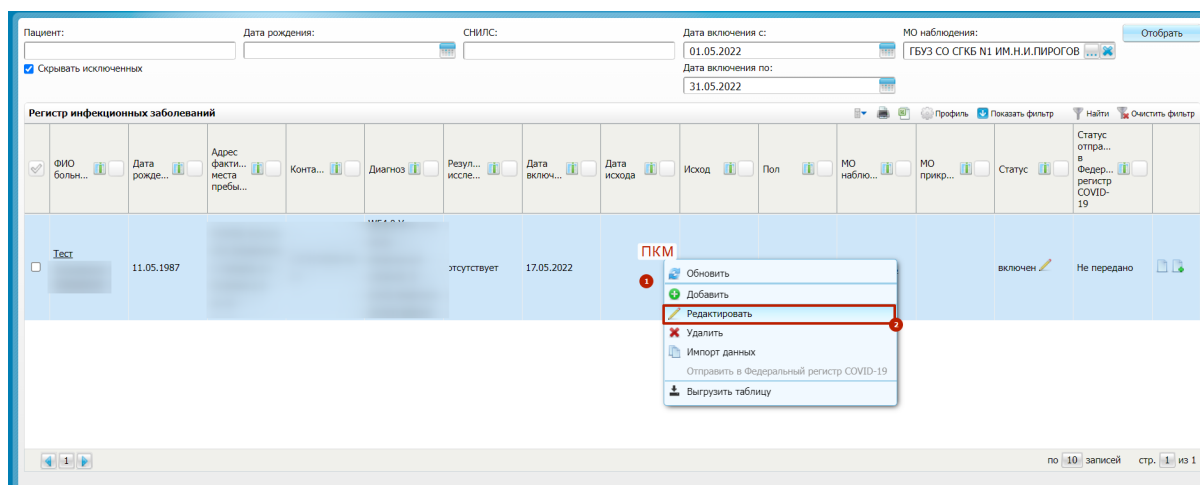 Пациент:
Дата рождения:
СНИЛС:
Дата включения с:
МО наблюдения:
Отобрать
01.05.2022
ГБУЗ СО СГКБ N1 ИМ.Н.И.ПИРОГОВ ...
Скрывать исключенных
Дата включения по:
31.05.2022
Регистр инфекционных заболеваний
Профиль
Показать фильтр
Найти
Очистить фильтр
ФИО
больн...
Дата
рожде...
Адрес
факти...
места
пребы...
Конта...
Диагноз
Резул...
иссле...
Дата
включ...
Дата
исхода
Исход
Пол
МО
наблю...
МО
прикр...
Статус
Статус
отпра...
в
Федер...
регистр
COVID-
19
Тест
11.05.1987
отсутствует
17.05.2022
включен
Не передано
ПКМ
1
Обновить
Добавить
Редактировать
2
Удалить
Импорт данных
Отправить в Федеральный регистр COVID-19
Выгрузить таблицу
1
по 10 записей
стр. 1 из 1